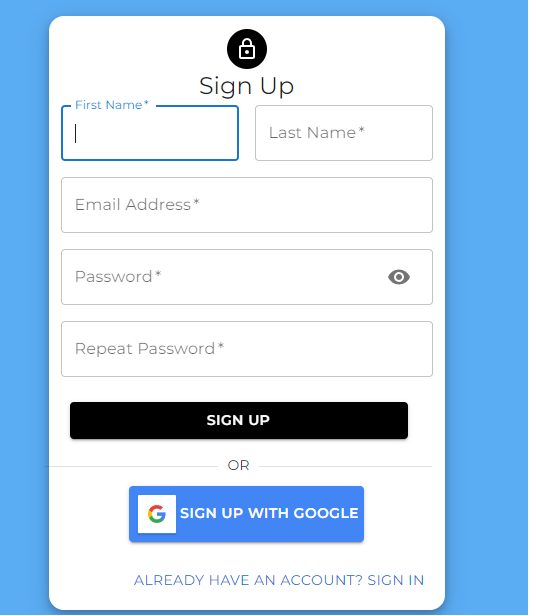 Sign Up
First Name*
Last Name*
Email Address*
Password*
Repeat Password*
SIGN UP
OR
SIGN UP WITH GOOGLE
ALREADY HAVE AN ACCOUNT? SIGN IN